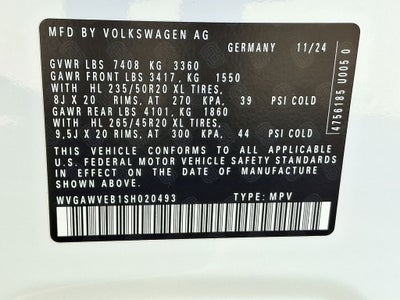 MFD BY VOLKSWAGEN AG
GERMANY 11/24
GVWR LBS 7408 KG 3360
GAWR FRONT LBS 3417, KG 1550
WITH HL 235/50R20 XL TIRES,
8J X 20 RIMS, AT 270 KPA, 39 PSI COLD
GAWR REAR LBS 4101, KG 1860
WITH HL 265/45R20 XL TIRES,
9,5J X 20 RIMS, AT 300 KPA, 44 PSI COLD
THIS VEHICLE CONFORMS TO ALL APPLICABLE
U.S. FEDERAL MOTOR VEHICLE SAFETY STANDARDS
IN EFFECT ON THE DATE OF MANUFACTURE SHOWN
ABOVE.
WVGAWVEB1SH020493 TYPE: MPV
4756185 U005 0